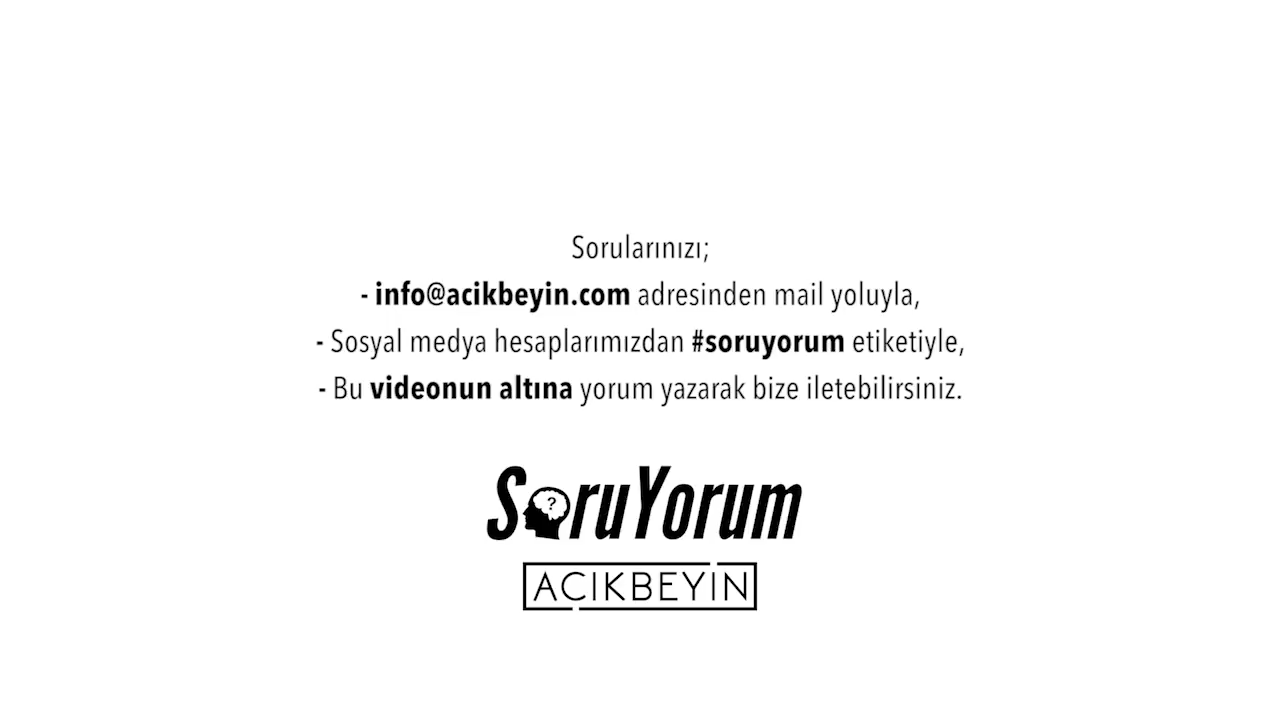 Sorularınızı;
- info@acikbeyin.com adresinden mail yoluyla,
- Sosyal medya hesaplarımızdan #soruyorum etiketiyle,
- Bu videonun altına yorum yazarak bize iletebilirsiniz.
SoruYorum
AÇIKBEYİN